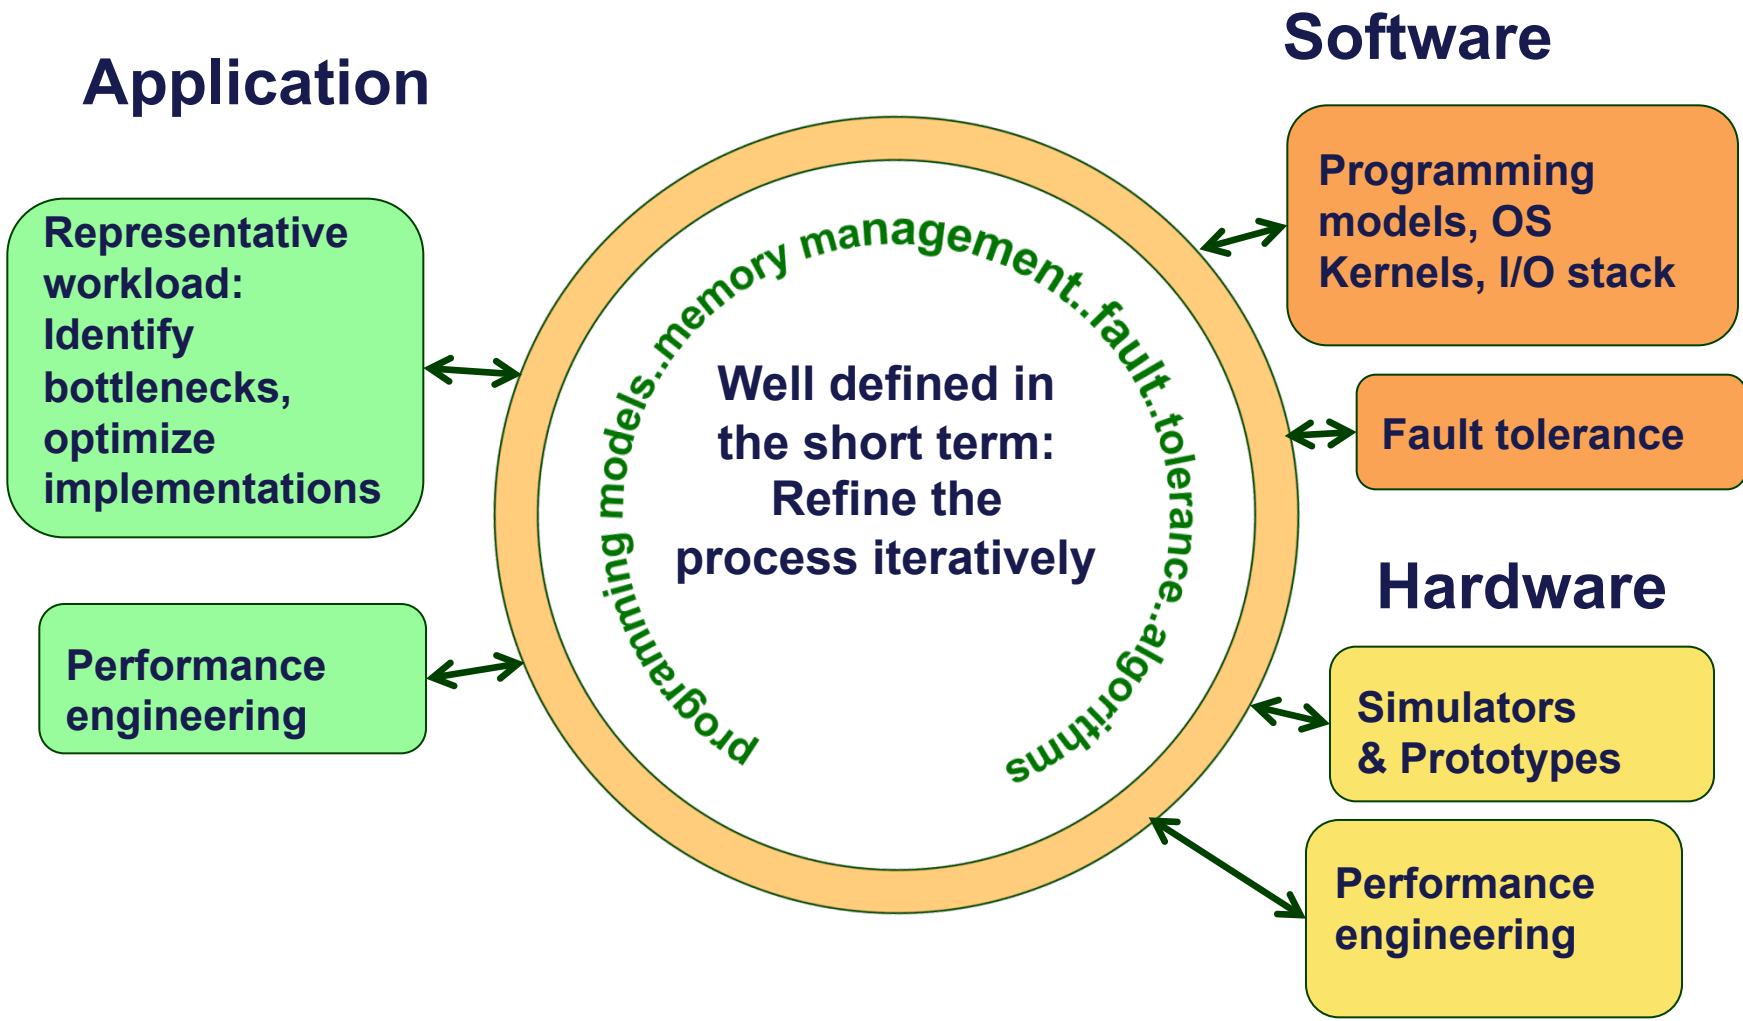 Application
Representative
workload:
Identify
bottlenecks,
optimize
implementations
Performance
engineering
programming models..memory management..fault..tolerance..algorithms
Well defined in
the short term:
Refine the
process iteratively
Software
Programming
models, OS
Kernels, I/O stack
Fault tolerance
Hardware
Simulators
& Prototypes
Performance
engineering